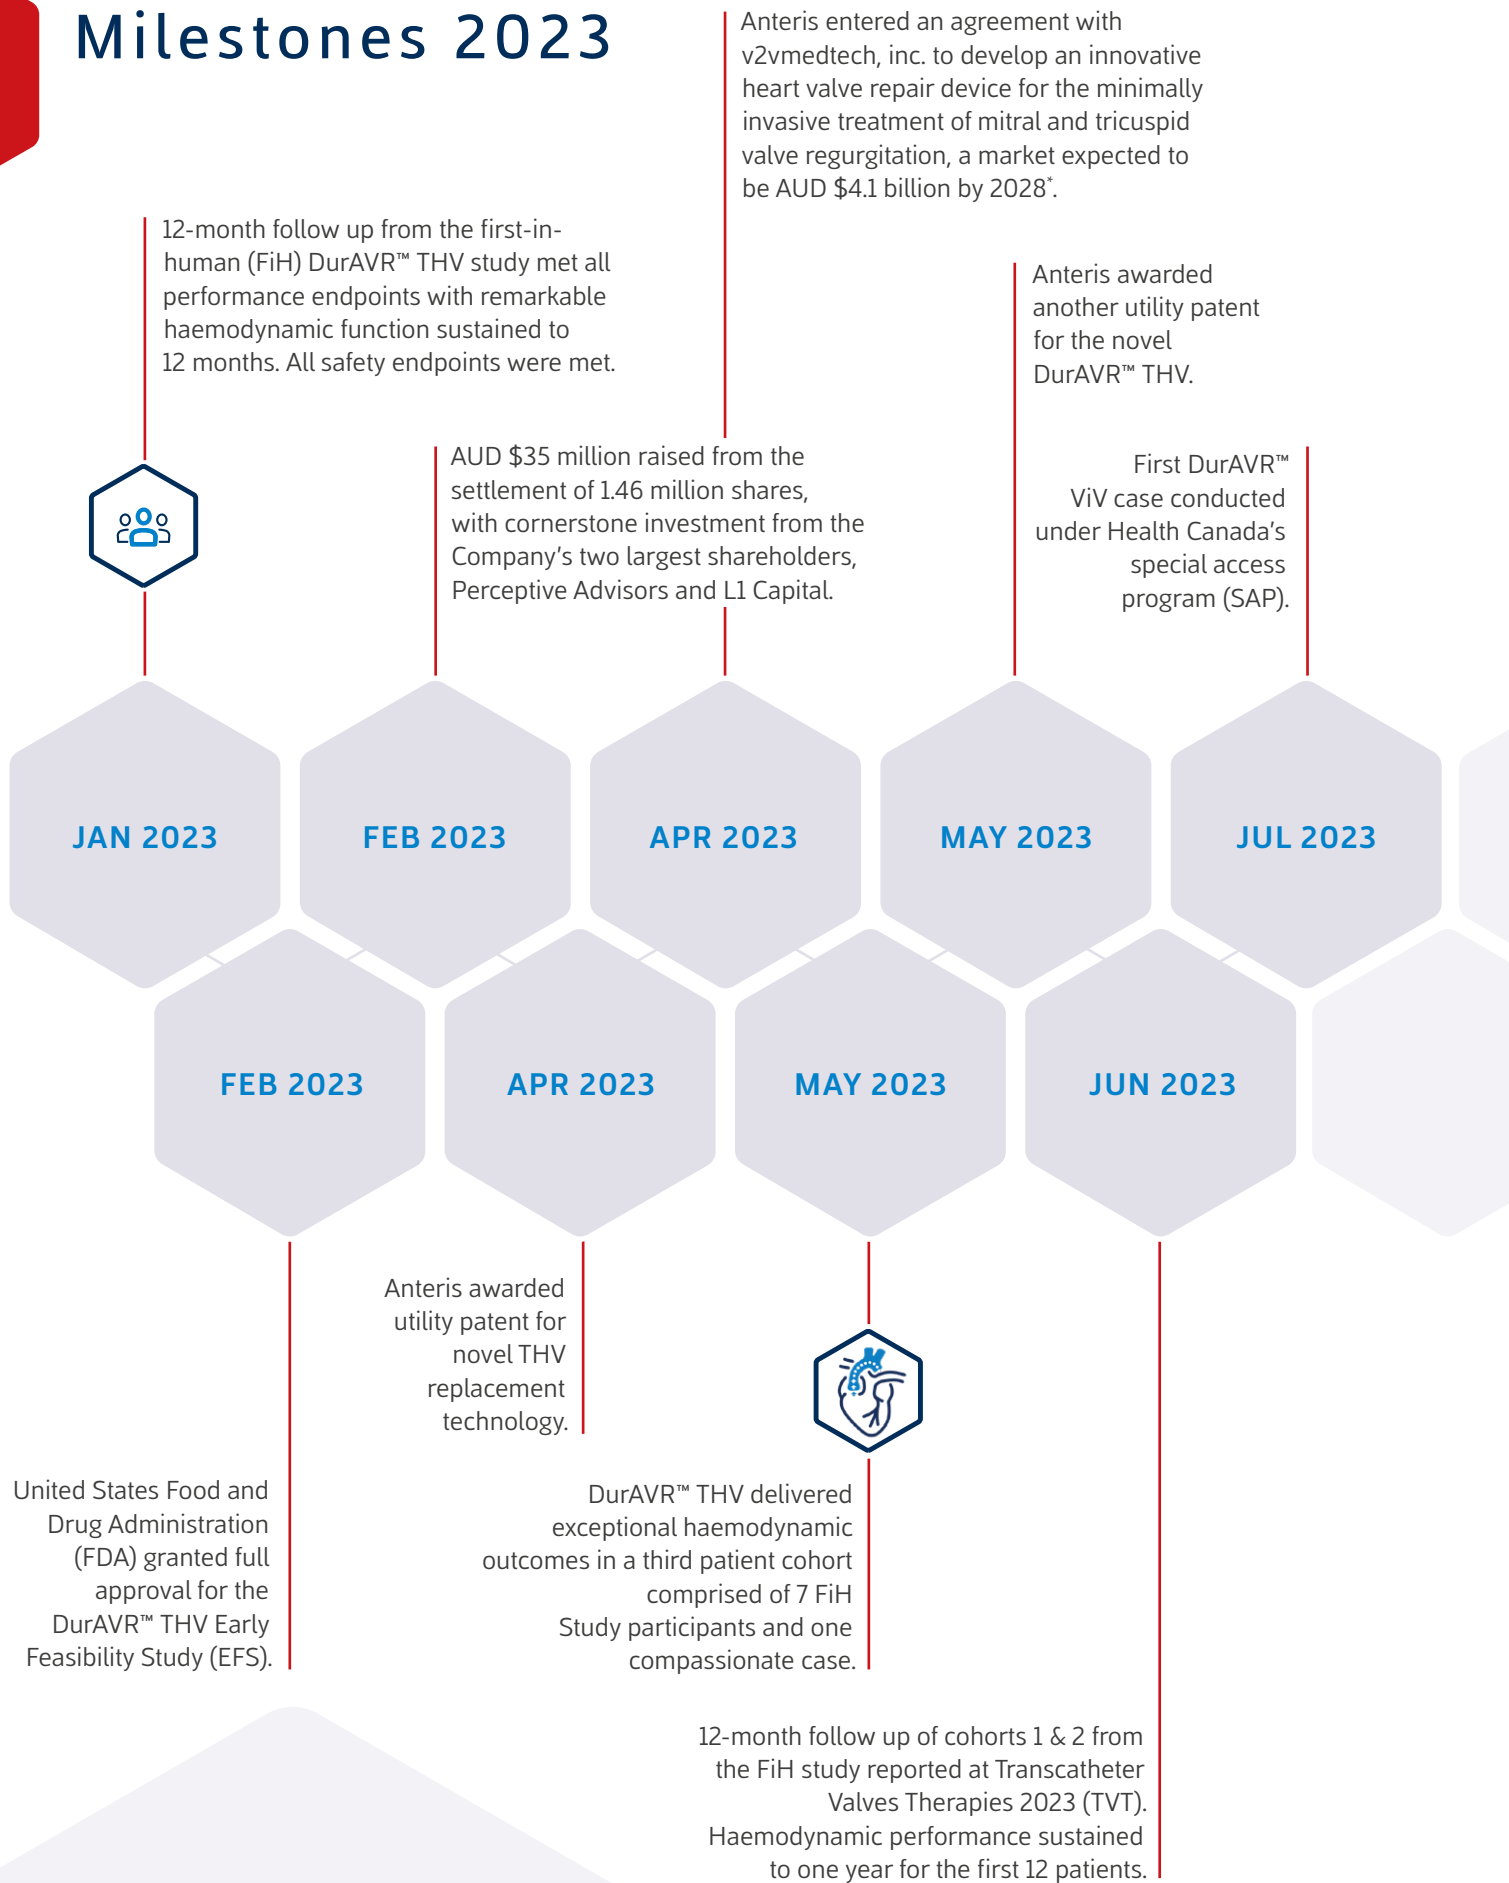 Milestones 2023
Anteris entered an agreement with
v2vmedtech, inc. to develop an innovative
heart valve repair device for the minimally
invasive treatment of mitral and tricuspid
valve regurgitation, a market expected to
be AUD $4.1 billion by 2028*.
12-month follow up from the first-in-
human (FiH) DurAVR™ THV study met all
performance endpoints with remarkable
haemodynamic function sustained to
12 months. All safety endpoints were met.
Anteris awarded
another utility patent
for the novel
DurAVR™ THV.
AUD $35 million raised from the
settlement of 1.46 million shares,
with cornerstone investment from the
Company's two largest shareholders,
Perceptive Advisors and L1 Capital.
First DurAVR™
ViV case conducted
under Health Canada's
special access
program (SAP).
JAN 2023
FEB 2023
APR 2023
MAY 2023
JUL 2023
FEB 2023
APR 2023
MAY 2023
JUN 2023
Anteris awarded
utility patent for
novel THV
replacement
technology.
United States Food and
Drug Administration
(FDA) granted full
approval for the
DurAVR™ THV Early
Feasibility Study (EFS).
DurAVR™ THV delivered
exceptional haemodynamic
outcomes in a third patient cohort
comprised of 7 FiH
Study participants and one
compassionate case.
12-month follow up of cohorts 1 & 2 from
the FiH study reported at Transcatheter
Valves Therapies 2023 (TVT).
Haemodynamic performance sustained
to one year for the first 12 patients.